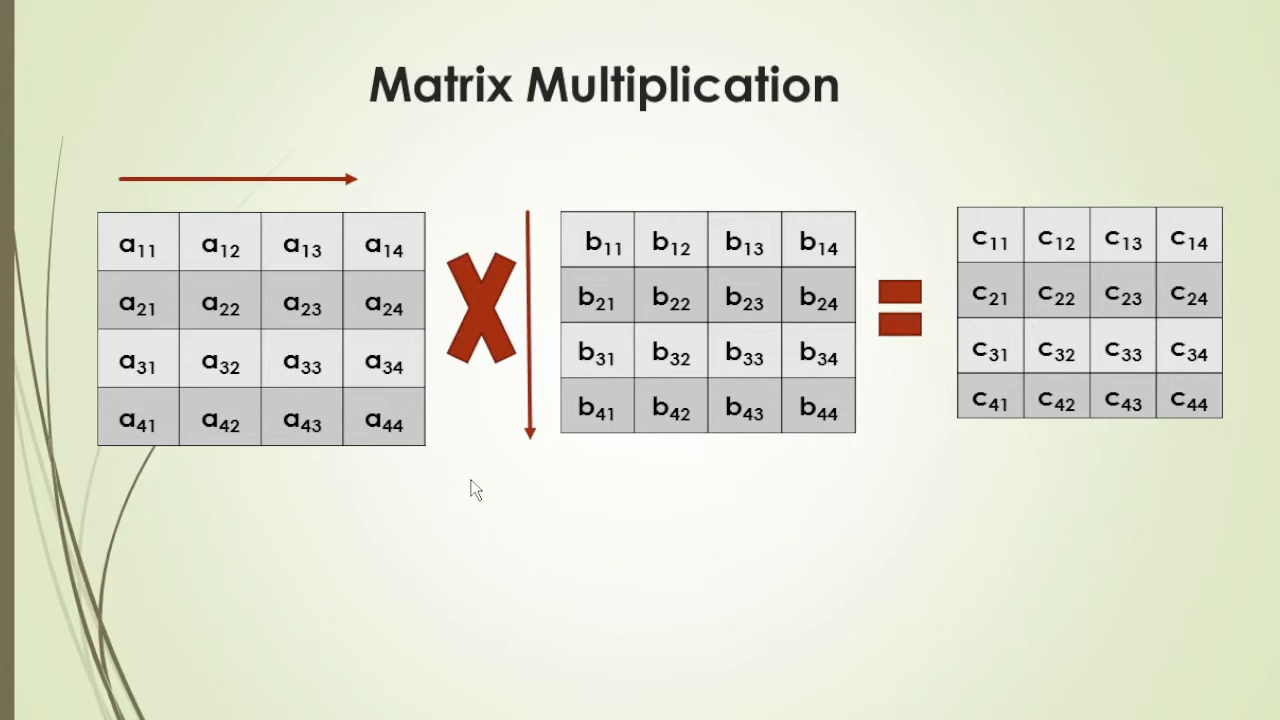 Matrix Multiplication
a11 a12 a13 a14 b11 b12 b13 b14 c11 c12 c13 c14
a21 a22 a23 a24 b21 b22 b23 b24 c21 c22 c23 c24
a31 a32 a33 a34 b31 b32 b33 b34 c31 c32 c33 c34
a41 a42 a43 a44 b41 b42 b43 b44 c41 c42 c43 c44